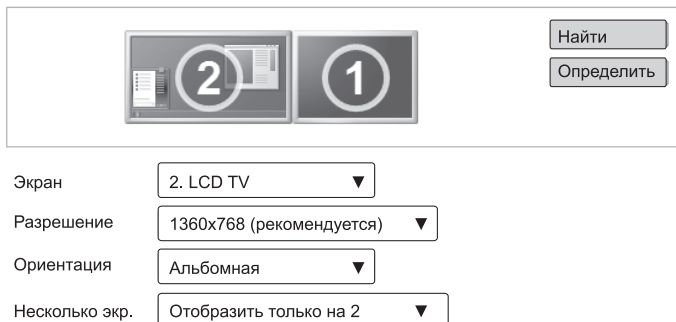 Найти
2 1
Определить
Экран 2. LCD TV ▼
Разрешение 1360x768 (рекомендуется) ▼
Ориентация Альбомная ▼
Несколько экр. Отобразить только на 2 ▼